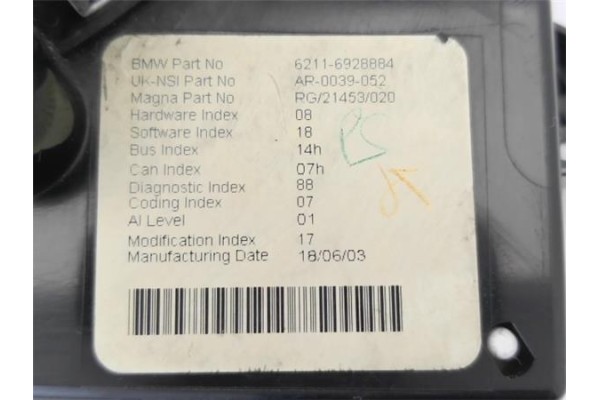 BMW Part No 6211-6928884
UK-NSI Part No AR-0039-052
Magna Part No RG/21453/020
Hardware Index 08
Software Index 18
Bus Index 14h
Can Index 07h
Diagnostic Index 88
Coding Index 07
AI Level 01
Modification Index 17
Manufacturing Date 18/06/03